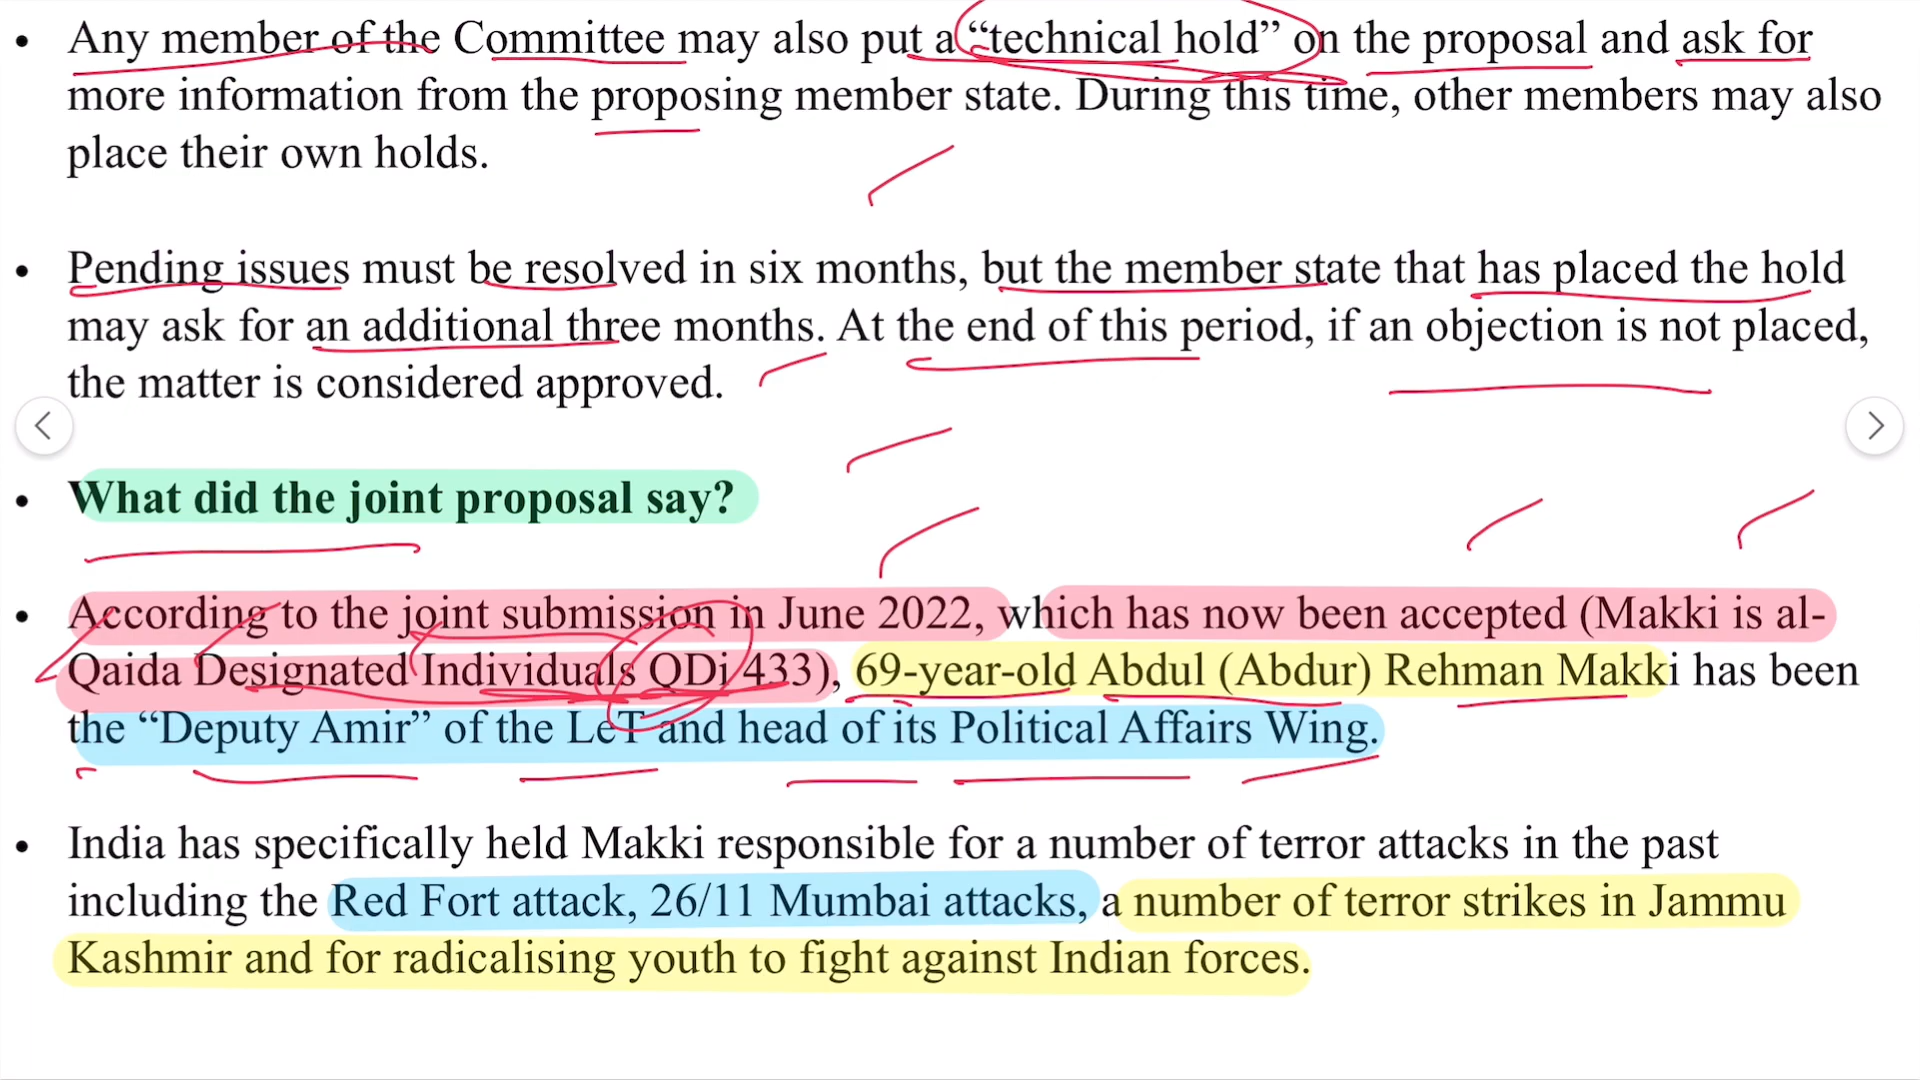 • Any member of the Committee may also put a “technical hold” on the proposal and ask for
more information from the proposing member state. During this time, other members may also
place their own holds.
• Pending issues must be resolved in six months, but the member state that has placed the hold
may ask for an additional three months. At the end of this period, if an objection is not placed,
the matter is considered approved.
• What did the joint proposal say?
• According to the joint submission in June 2022, which has now been accepted (Makki is al-
Qaida Designated Individuals QDi 433), 69-year-old Abdul (Abdur) Rehman Makki has been
the “Deputy Amir” of the LeT and head of its Political Affairs Wing.
• India has specifically held Makki responsible for a number of terror attacks in the past
including the Red Fort attack, 26/11 Mumbai attacks, a number of terror strikes in Jammu
Kashmir and for radicalising youth to fight against Indian forces.